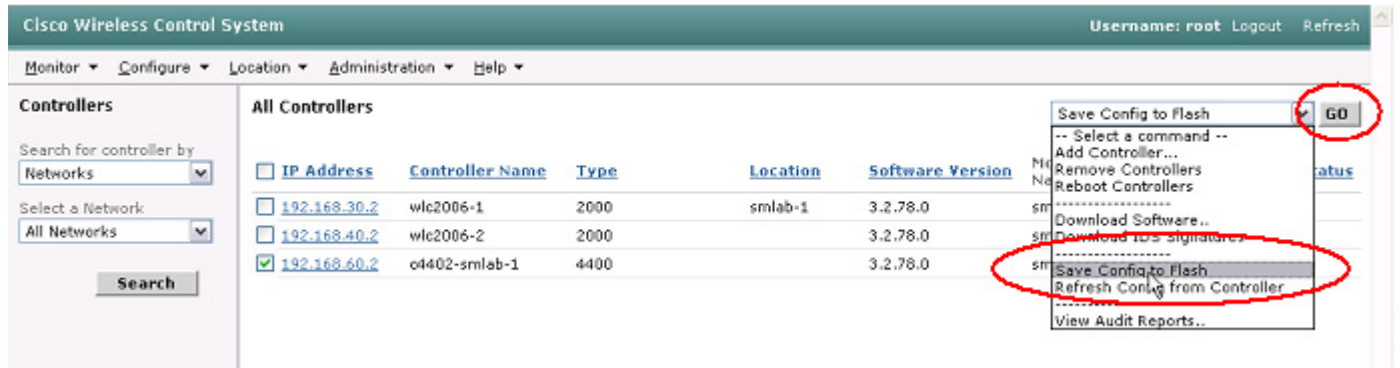 Cisco Wireless Control System
Username: root Logout Refresh
Monitor Configure Location Administration Help
Controllers
Search for controller by
Networks
Select a Network
All Networks
Search
All Controllers
Save Config to Flash GO
-- Select a command --
Add Controller...
Remove Controllers
Reboot Controllers
-------------------
Download Software..
Download IDS Signatures
-------------------
Save Config to Flash
Refresh Config from Controller
View Audit Reports..
IP Address Controller Name Type Location Software Version
192.168.30.2 wlc2006-1 2000 smlab-1 3.2.78.0
192.168.40.2 wlc2006-2 2000 3.2.78.0
192.168.60.2 c4402-smlab-1 4400 3.2.78.0